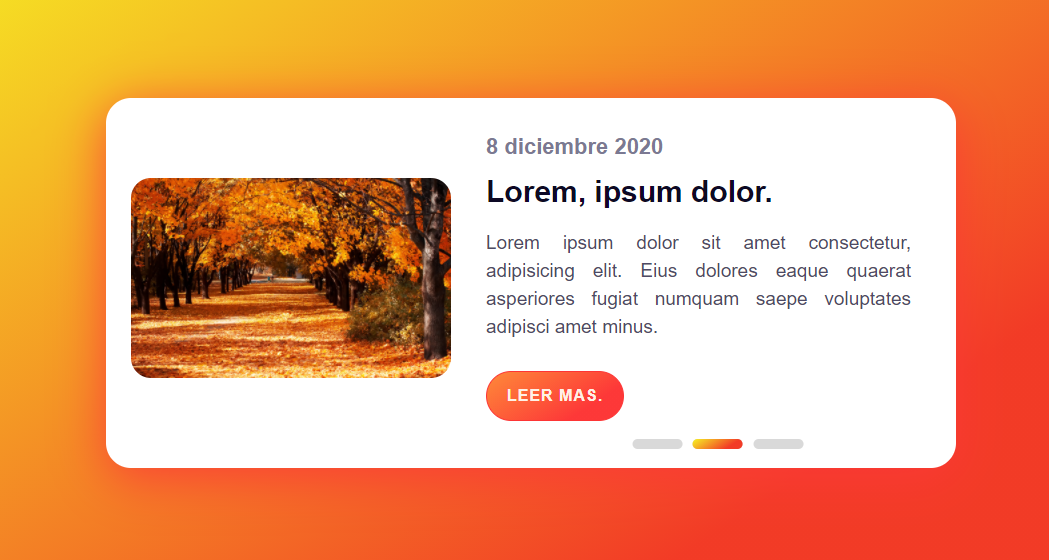 8 diciembre 2020
Lorem, ipsum dolor.
Lorem ipsum dolor sit amet consectetur,
adipisicing elit. Eius dolores eaque quaerat
asperiores fugiat numquam saepe voluptates
adipisci amet minus.
LEER MAS.